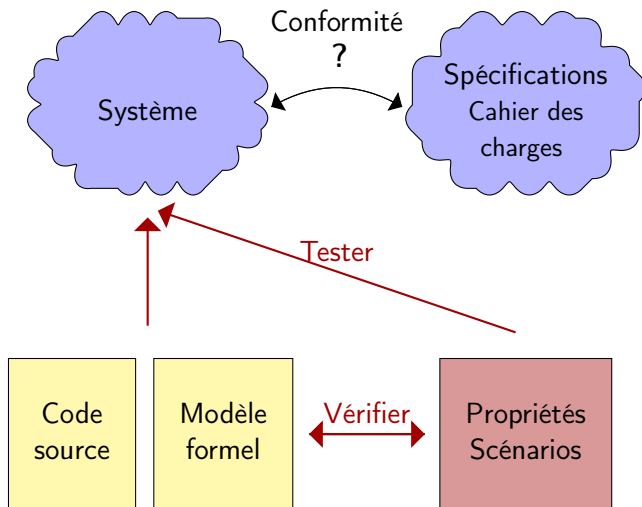 Conformité
?
Système
Spécifications
Cahier des
charges
Tester
Code
source
Modèle
formel
Vérifier
Propriétés
Scénarios